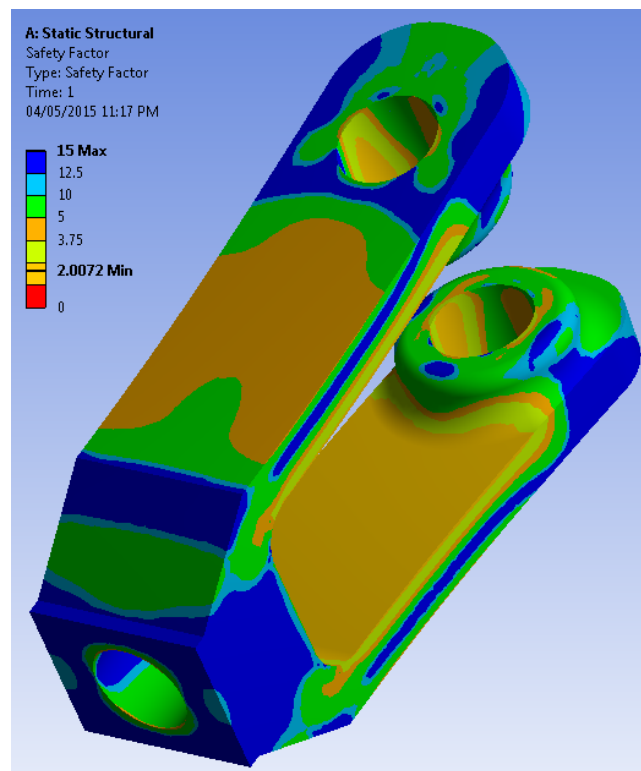 A: Static Structural
Safety Factor
Type: Safety Factor
Time: 1
04/05/2015 11:17 PM
15 Max
12.5
10
5
3.75
2.0072 Min
0